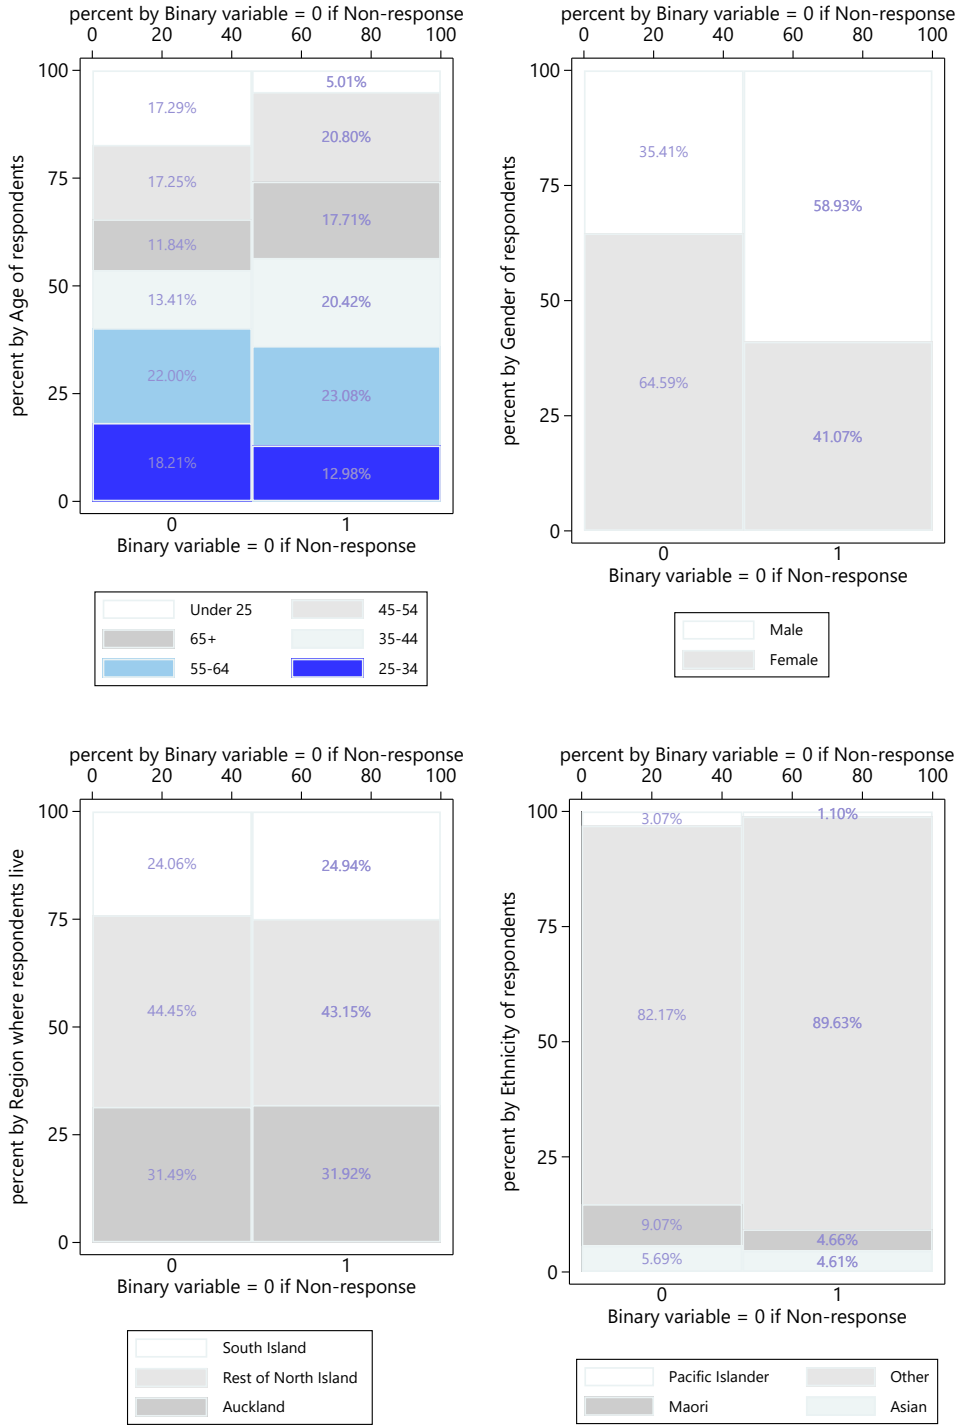 percent by Binary variable = 0 if Non-response
0 20 40 60 80 100
100
75
50
25
0
percent by Age of respondents
17.29%
17.25%
11.84%
13.41%
22.00%
18.21%
5.01%
20.80%
17.71%
20.42%
23.08%
12.98%
0 1
Binary variable = 0 if Non-response
Under 25 45-54
65+ 35-44
55-64 25-34
percent by Binary variable = 0 if Non-response
0 20 40 60 80 100
100
75
50
25
0
percent by Gender of respondents
35.41%
64.59%
58.93%
41.07%
0 1
Binary variable = 0 if Non-response
Male
Female
percent by Binary variable = 0 if Non-response
0 20 40 60 80 100
100
75
50
25
0
percent by Region where respondents live
24.06%
44.45%
31.49%
24.94%
43.15%
31.92%
0 1
Binary variable = 0 if Non-response
South Island
Rest of North Island
Auckland
percent by Binary variable = 0 if Non-response
0 20 40 60 80 100
100
75
50
25
0
percent by Ethnicity of respondents
3.07%
82.17%
9.07%
5.69%
1.10%
89.63%
4.66%
4.61%
0 1
Binary variable = 0 if Non-response
Pacific Islander Other
Maori Asian